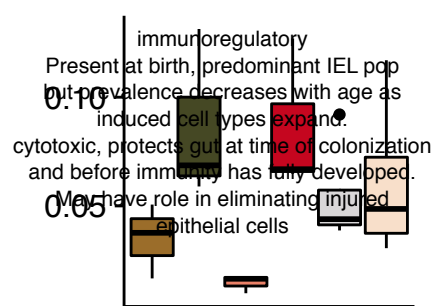 immunoregulatory
Present at birth, predominant IEL pop
but prevalence decreases with age as
0.10
induced cell types expand.
cytotoxic, protects gut at time of colonization
and before immunity has fully developed.
May have role in eliminating injured
0.05
epithelial cells